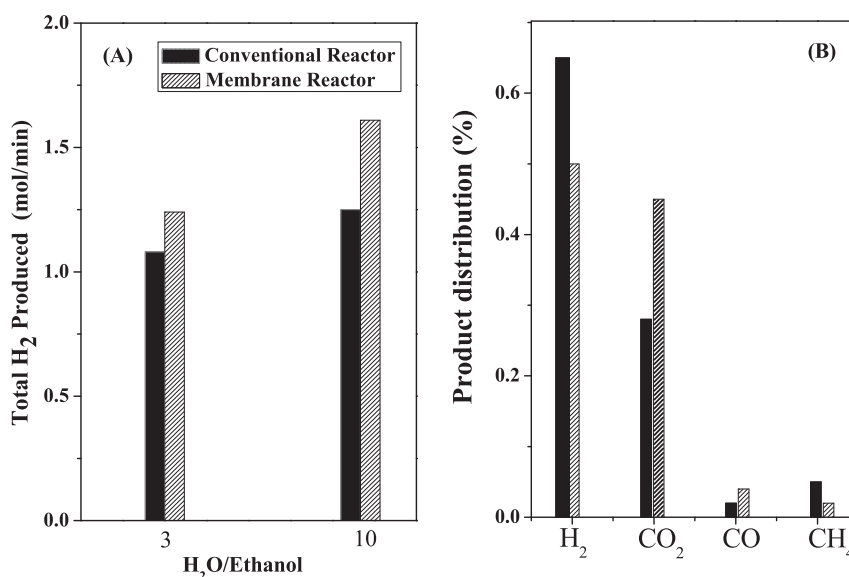 (A)
Conventional Reactor
Membrane Reactor
Total H2 Produced (mol/min)
2.0
1.5
1.0
0.5
0.0
3
10
H2O/Ethanol
(B)
Product distribution (%)
0.6
0.4
0.2
0.0
H2
CO2
CO
CH4